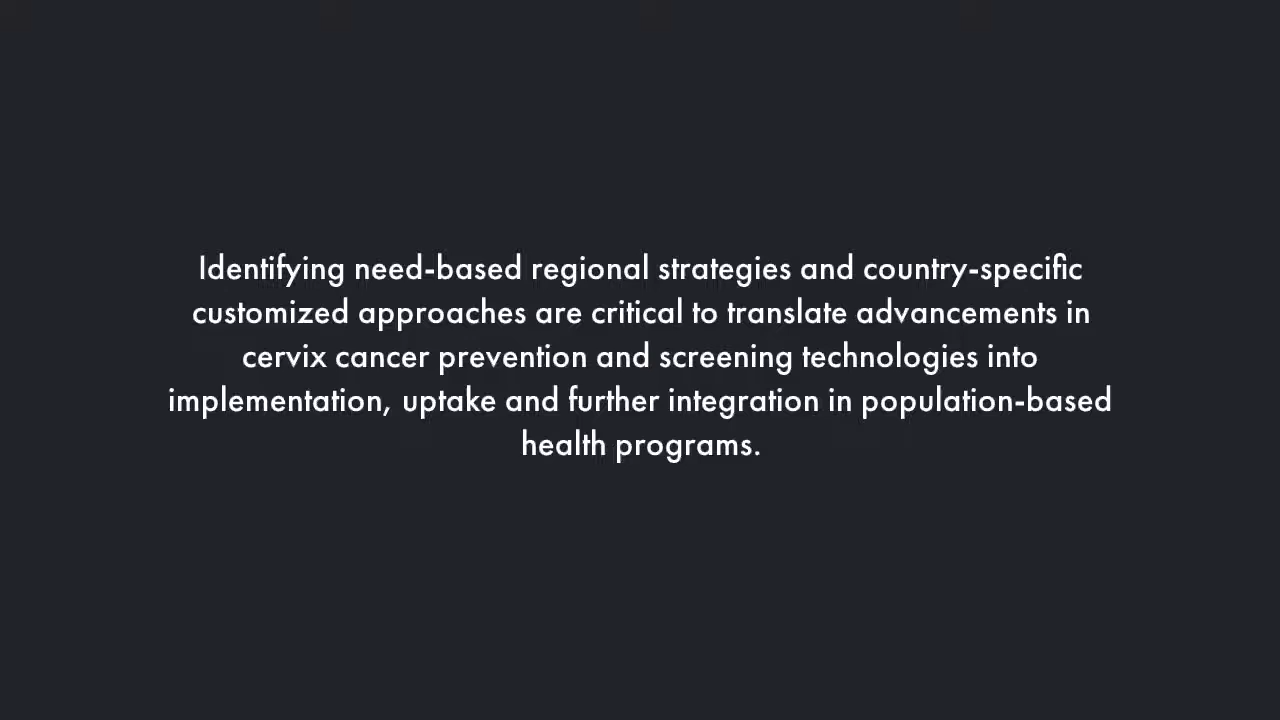 Identifying need-based regional strategies and country-specific
customized approaches are critical to translate advancements in
cervix cancer prevention and screening technologies into
implementation, uptake and further integration in population-based
health programs.